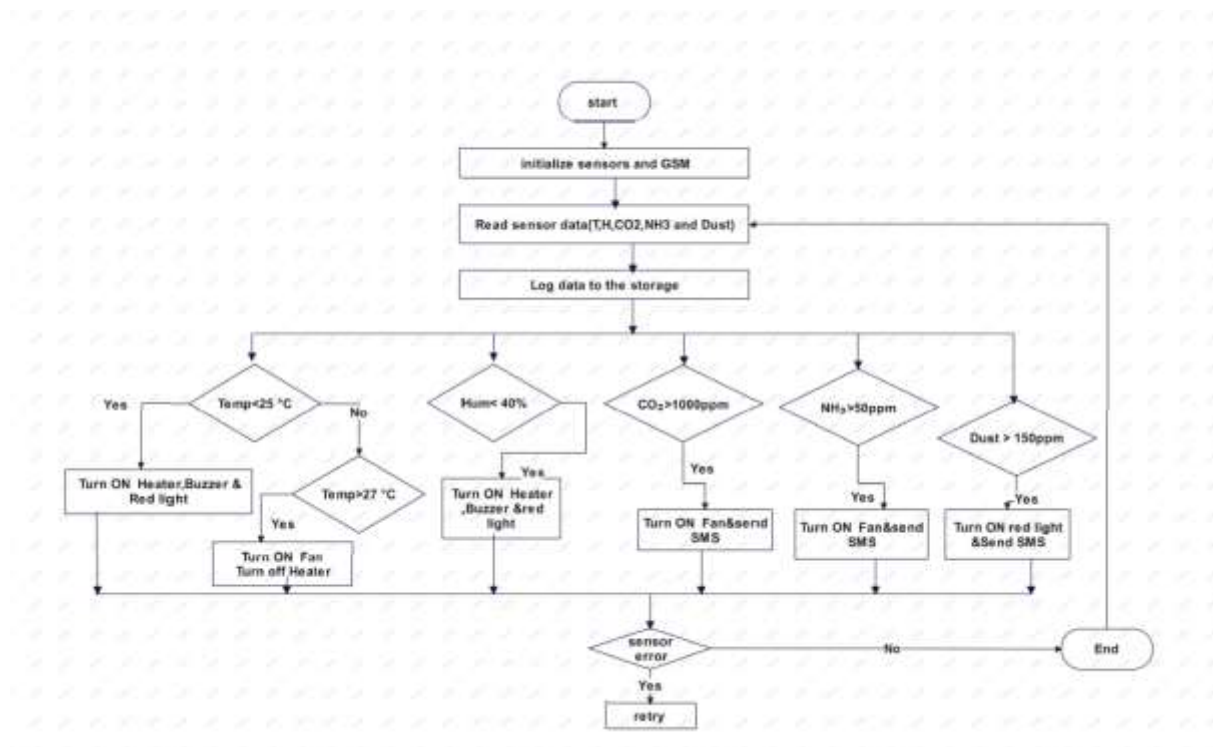 start
initialize sensors and GSM
Read sensor data(T,H,CO2,NH3 and Dust)
Log data to the storage
Yes
Temp<25 °C
No
Hum< 40%
CO₂>1000ppm
NH₃>50ppm
Dust > 150ppm
Turn ON Heater,Buzzer &
Red light
Temp>27 °C
Yes
Turn ON Fan
Turn off Heater
Yes
Turn ON Heater
,Buzzer &red
light
Yes
Turn ON Fan&send
SMS
Yes
Turn ON Fan&send
SMS
Yes
Turn ON red light
&Send SMS
sensor
error
No
End
Yes
retry